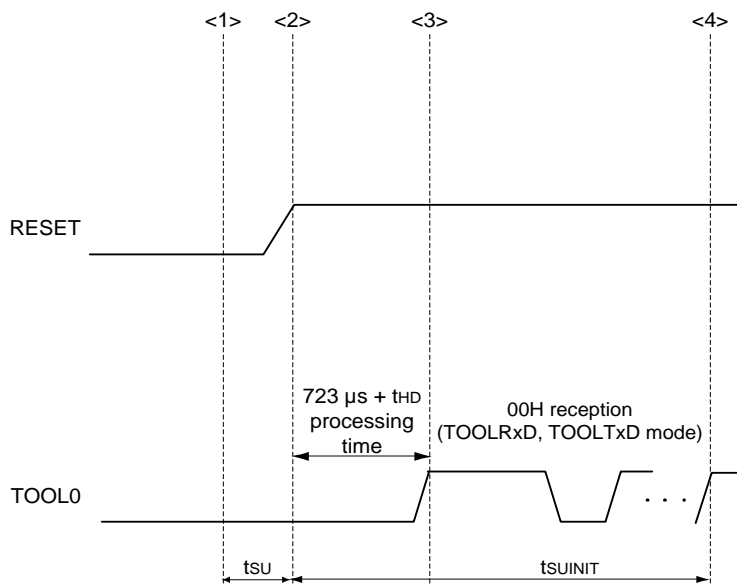 <1> <2> <3> <4>
RESET
723 µs + tHD
processing
time
00H reception
(TOOLRxD, TOOLTxD mode)
TOOL0
. . .
tSU
tSUINIT